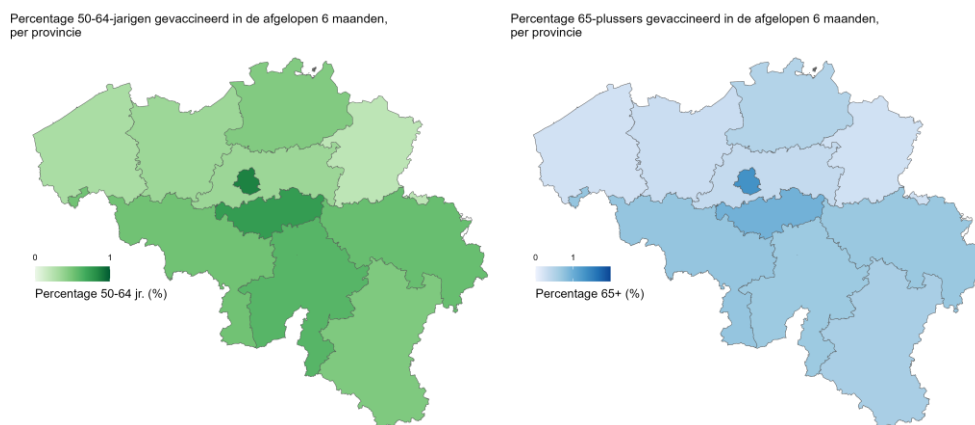 Percentage 50-64-jarigen gevaccineerd in de afgelopen 6 maanden,
per provincie
0 1
Percentage 50-64 jr. (%)
Percentage 65-plussers gevaccineerd in de afgelopen 6 maanden,
per provincie
0 1
Percentage 65+ (%)